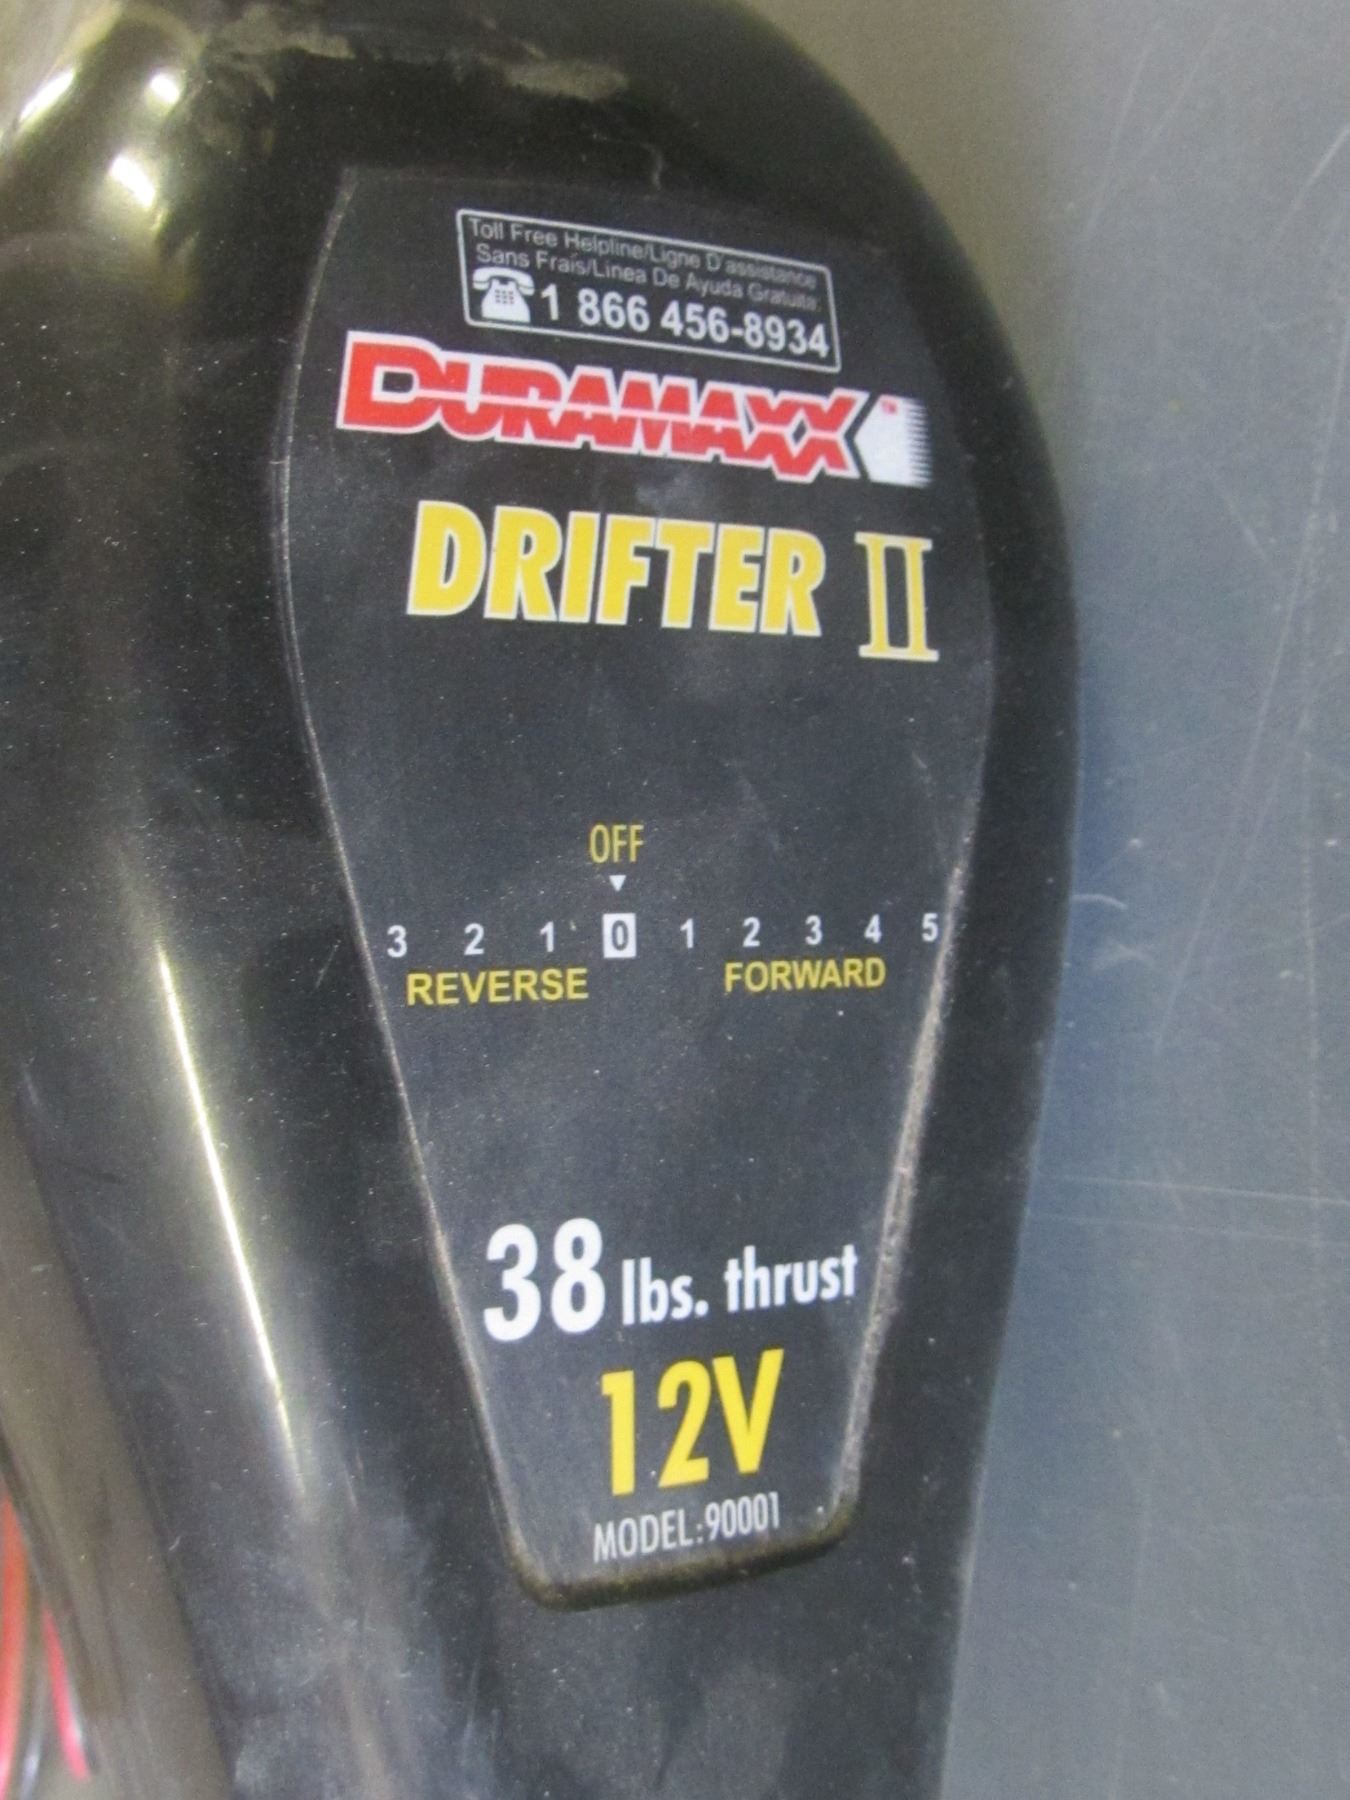 Toll Free Helpline/Ligne D'assistance
Sans Frais/Linea De Ayuda Gratuita:
1 866 456-8934
DURAMAXX TM
DRIFTER II
OFF
3 2 1 0 1 2 3 4 5
REVERSE FORWARD
38 lbs. thrust
12V
MODEL:90001